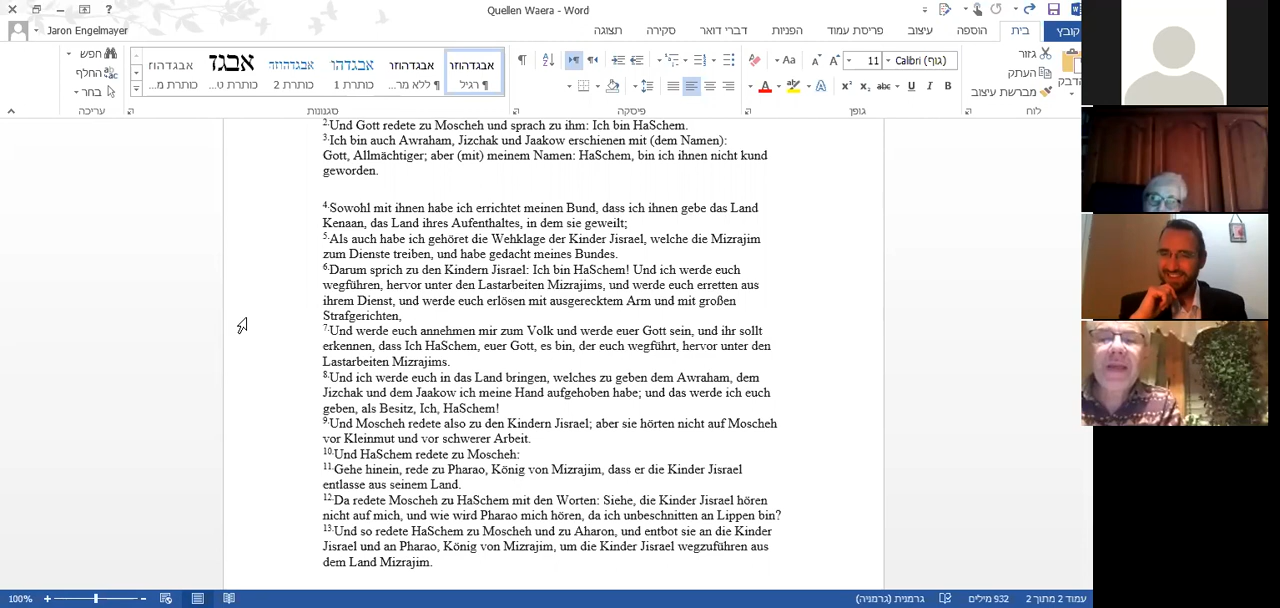 Quellen Waera - Word
Jaron Engelmayer
קובץ
בית
הוספה
עיצוב
פריסת עמוד
הפניות
דברי דואר
סקירה
תצוגה
גזור
העתק
מברשת עיצוב
הדבק
לוח
Calibri (גוף)
11
גופן
פיסקה
אבגדהוזר
¶ רגיל
אבגדהוזר
¶ ללא מר...
אבגדהו
כותרת 1
אבגדהוזז
כותרת 2
אבגד
כותרת ט...
אבגדהוזר
כותרת מ...
סגנונות
חפש
החלף
בחר
עריכה
2.Und Gott redete zu Moscheh und sprach zu ihm: Ich bin HaSchem.
3.Ich bin auch Awraham, Jizchak und Jaakow erschienen mit (dem Namen):
Gott, Allmächtiger; aber (mit) meinem Namen: HaSchem, bin ich ihnen nicht kund
geworden.
4.Sowohl mit ihnen habe ich errichtet meinen Bund, dass ich ihnen gebe das Land
Kenaan, das Land ihres Aufenthaltes, in dem sie geweilt;
5.Als auch habe ich gehöret die Wehklage der Kinder Jisrael, welche die Mizrajim
zum Dienste treiben, und habe gedacht meines Bundes.
6.Darum sprich zu den Kindern Jisrael: Ich bin HaSchem! Und ich werde euch
wegführen, hervor unter den Lastarbeiten Mizrajims, und werde euch erretten aus
ihrem Dienst, und werde euch erlösen mit ausgerecktem Arm und mit großen
Strafgerichten,
7.Und werde euch annehmen mir zum Volk und werde euer Gott sein, und ihr sollt
erkennen, dass Ich HaSchem, euer Gott, es bin, der euch wegführt, hervor unter den
Lastarbeiten Mizrajims.
8.Und ich werde euch in das Land bringen, welches zu geben dem Awraham, dem
Jizchak und dem Jaakow ich meine Hand aufgehoben habe; und das werde ich euch
geben, als Besitz, Ich, HaSchem!
9.Und Moscheh redete also zu den Kindern Jisrael; aber sie hörten nicht auf Moscheh
vor Kleinmut und vor schwerer Arbeit.
10.Und HaSchem redete zu Moscheh:
11.Gehe hinein, rede zu Pharao, König von Mizrajim, dass er die Kinder Jisrael
entlasse aus seinem Land.
12.Da redete Moscheh zu HaSchem mit den Worten: Siehe, die Kinder Jisrael hören
nicht auf mich, und wie wird Pharao mich hören, da ich unbeschnitten an Lippen bin?
13.Und so redete HaSchem zu Moscheh und zu Aharon, und entbot sie an die Kinder
Jisrael und an Pharao, König von Mizrajim, um die Kinder Jisrael wegzuführen aus
dem Land Mizrajim.
עמוד 2 מתוך 2
932 מילים
גרמנית (גרמניה)
100%